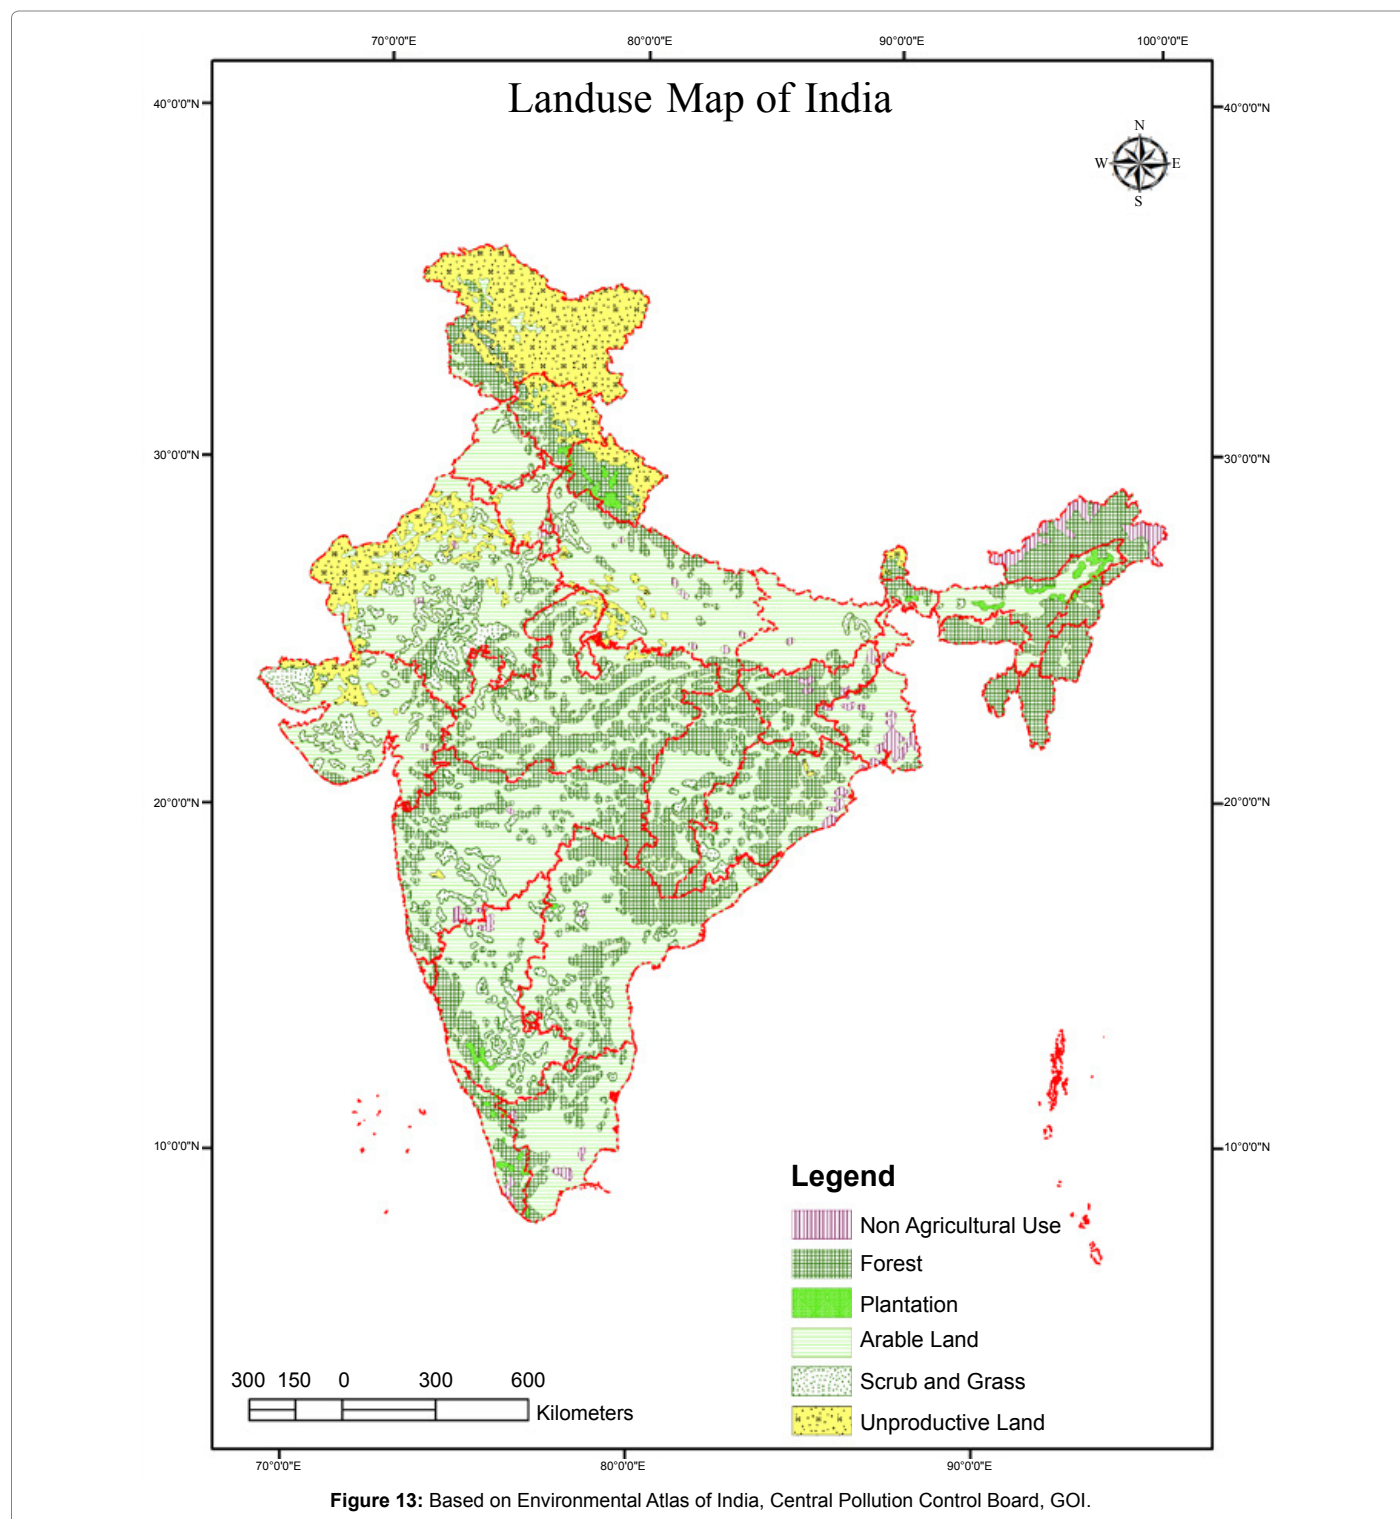 70°0'0"E 80°0'0"E 90°0'0"E 100°0'0"E
Landuse Map of India
40°0'0"N 40°0'0"N
N
W E
S
30°0'0"N 30°0'0"N
20°0'0"N 20°0'0"N
10°0'0"N 10°0'0"N
Legend
Non Agricultural Use
Forest
Plantation
Arable Land
Scrub and Grass
Unproductive Land
300 150 0 300 600
Kilometers
70°0'0"E 80°0'0"E 90°0'0"E
Figure 13: Based on Environmental Atlas of India, Central Pollution Control Board, GOI.